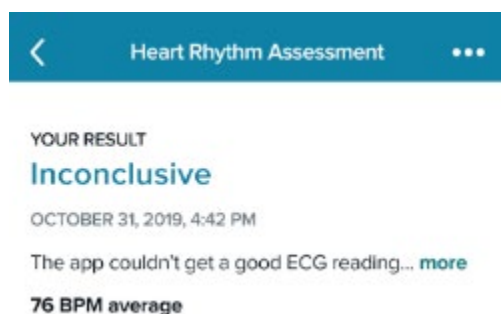 Heart Rhythm Assessment
YOUR RESULT
Inconclusive
OCTOBER 31, 2019, 4:42 PM
The app couldn't get a good ECG reading... more
76 BPM average